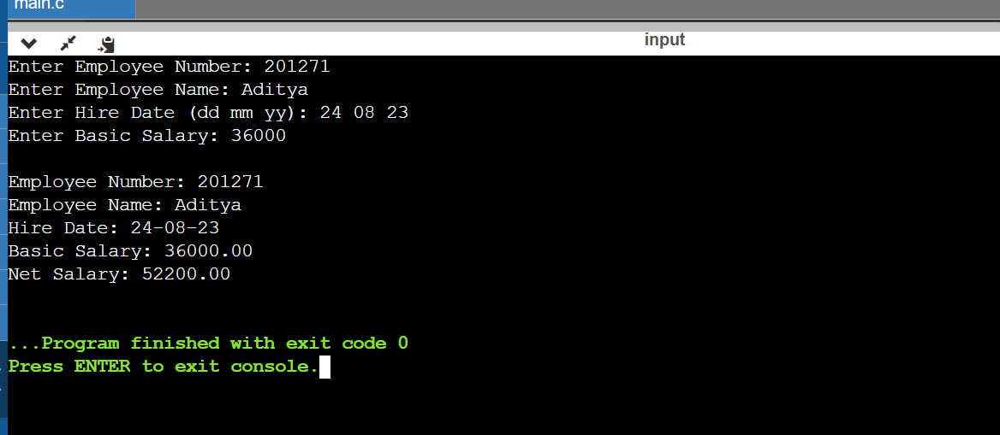 main.c
input
Enter Employee Number: 201271
Enter Employee Name: Aditya
Enter Hire Date (dd mm yy): 24 08 23
Enter Basic Salary: 36000
Employee Number: 201271
Employee Name: Aditya
Hire Date: 24-08-23
Basic Salary: 36000.00
Net Salary: 52200.00
...Program finished with exit code 0
Press ENTER to exit console.